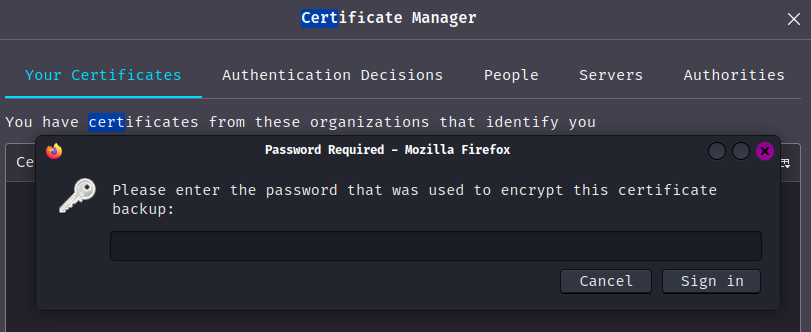 Certificate Manager
Your Certificates Authentication Decisions People Servers Authorities
You have certificates from these organizations that identify you
Password Required - Mozilla Firefox
Ce
Please enter the password that was used to encrypt this certificate
backup:
Cancel Sign in